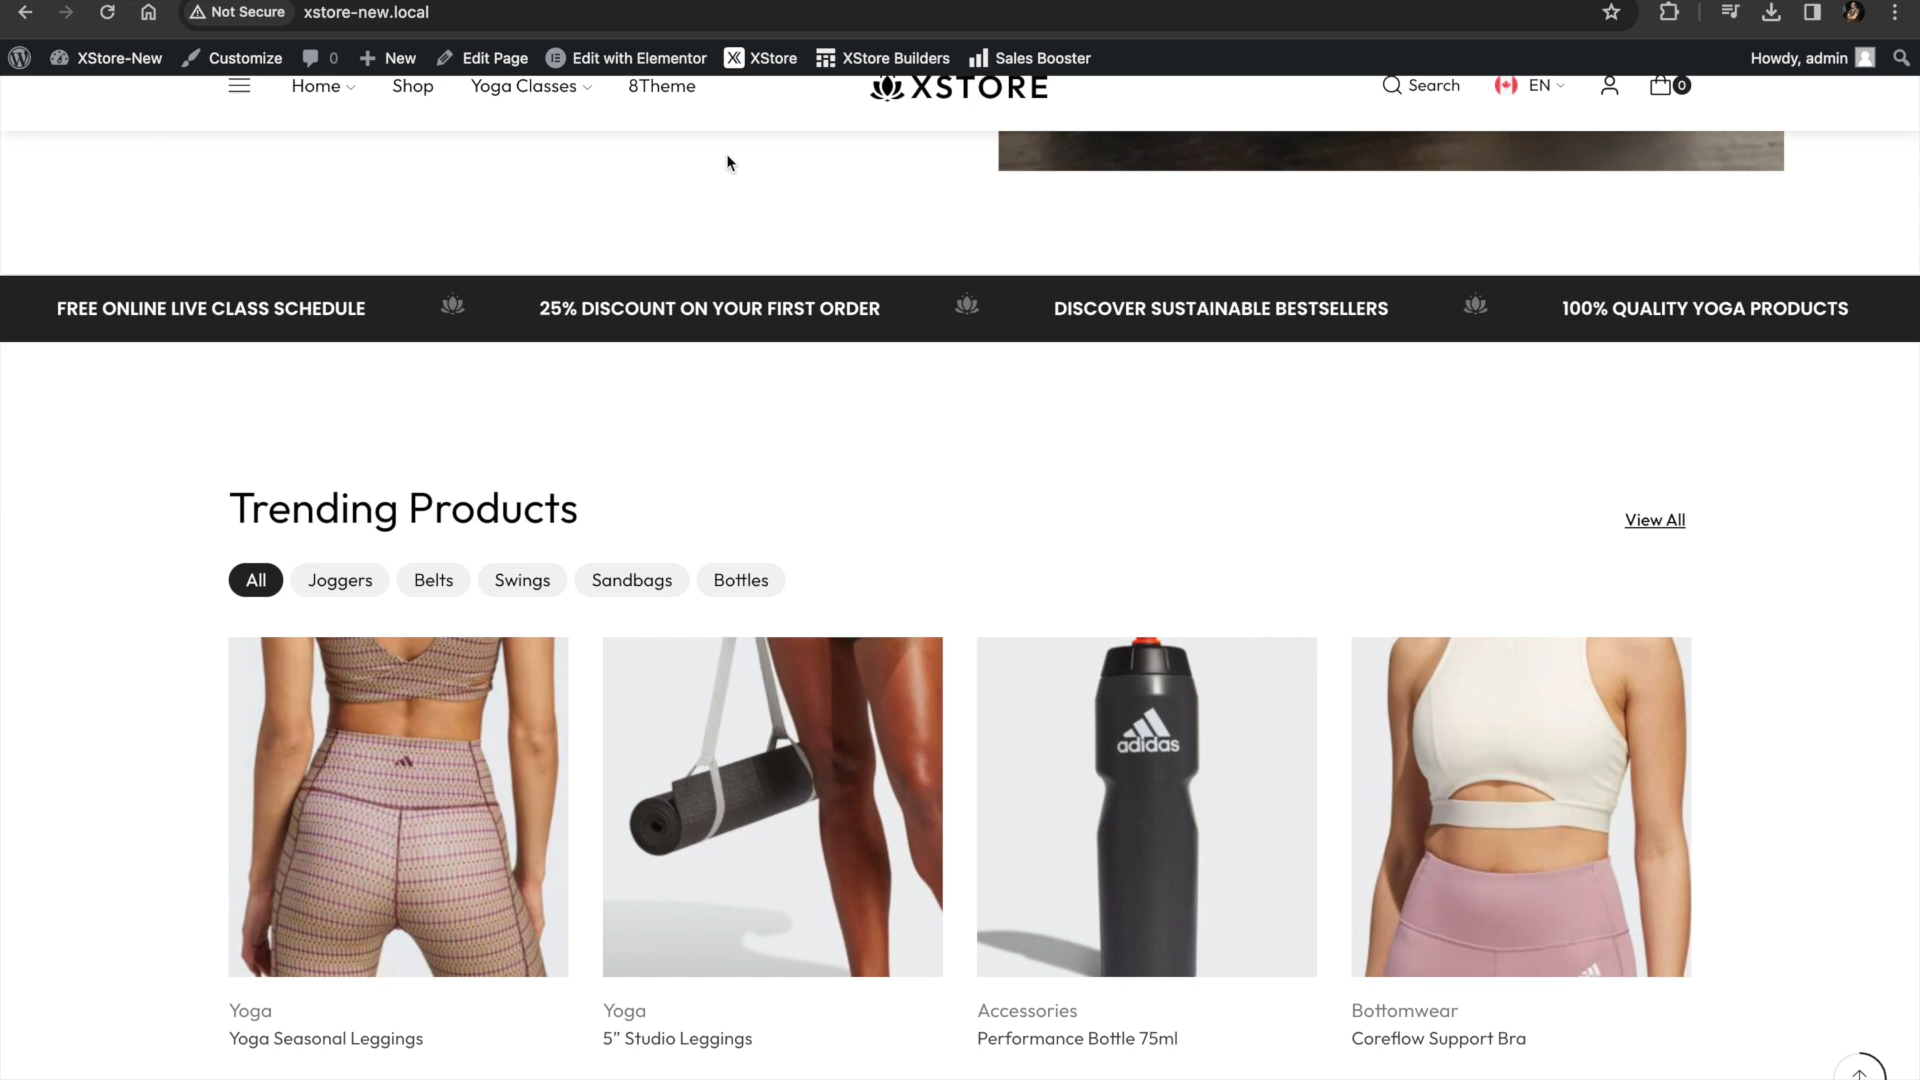 Not Secure xstore-new.local
XStore-New Customize 0 New Edit Page Edit with Elementor XStore XStore Builders Sales Booster Howdy, admin
Home Shop Yoga Classes 8Theme XSTORE Search EN 0
FREE ONLINE LIVE CLASS SCHEDULE 25% DISCOUNT ON YOUR FIRST ORDER DISCOVER SUSTAINABLE BESTSELLERS 100% QUALITY YOGA PRODUCTS
Trending Products
View All
All Joggers Belts Swings Sandbags Bottles
adidas
Yoga Yoga Accessories Bottomwear
Yoga Seasonal Leggings 5” Studio Leggings Performance Bottle 75ml Coreflow Support Bra